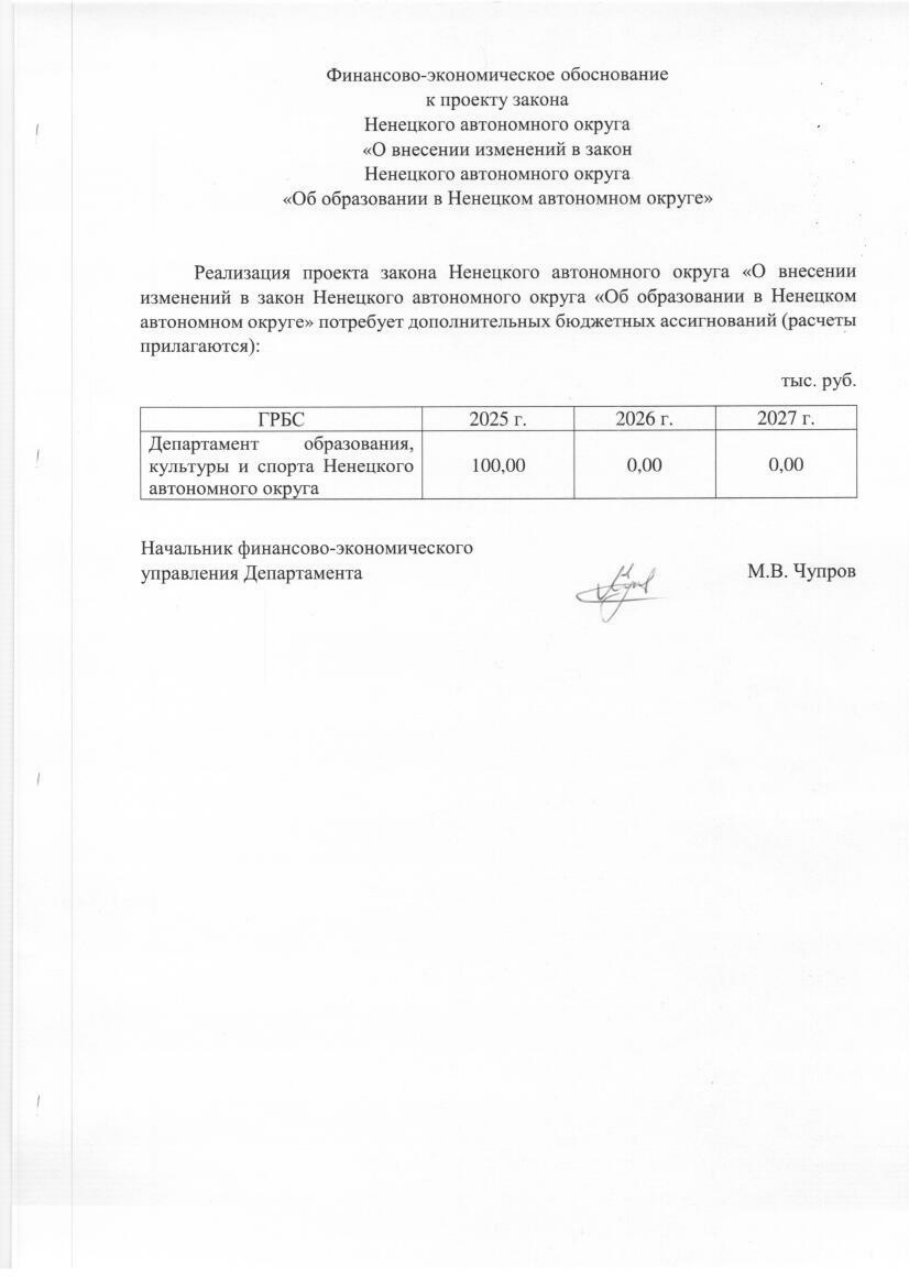 Финансово-экономическое обоснование
к проекту закона
Ненецкого автономного округа
«О внесении изменений в закон
Ненецкого автономного округа
«Об образовании в Ненецком автономном округе»
Реализация проекта закона Ненецкого автономного округа «О внесении
изменений в закон Ненецкого автономного округа «Об образовании в Ненецком
автономном округе» потребует дополнительных бюджетных ассигнований (расчеты
прилагаются):
тыс. руб.
ГРБС 2025 г. 2026 г. 2027 г.
Департамент образования,
культуры и спорта Ненецкого 100,00 0,00 0,00
автономного округа
Начальник финансово-экономического
управления Департамента М.В. Чупров